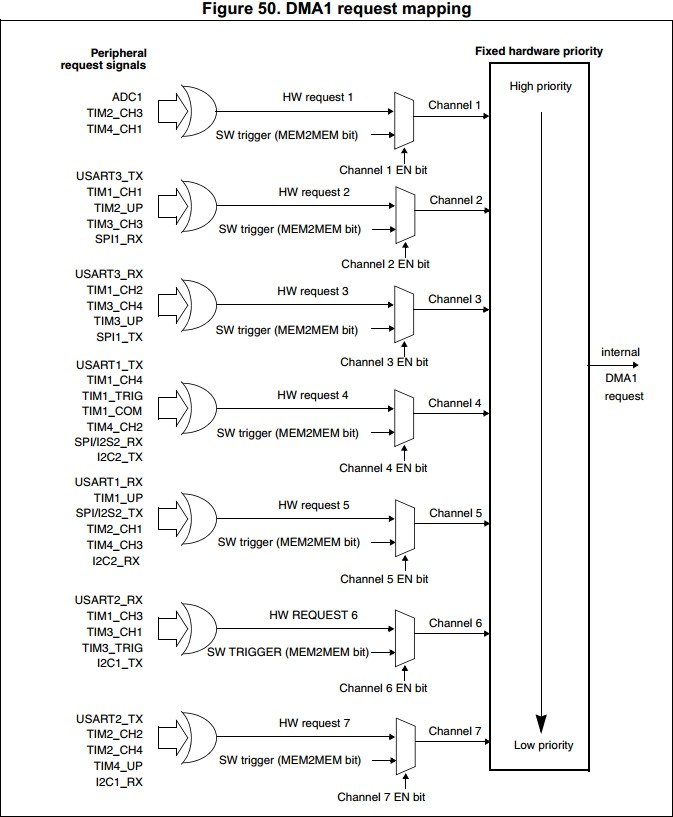 Figure 50. DMA1 request mapping
Peripheral
request signals
Fixed hardware priority
High priority
ADC1
TIM2_CH3
TIM4_CH1
HW request 1
SW trigger (MEM2MEM bit)
Channel 1
Channel 1 EN bit
USART3_TX
TIM1_CH1
TIM2_UP
TIM3_CH3
SPI1_RX
HW request 2
SW trigger (MEM2MEM bit)
Channel 2
Channel 2 EN bit
USART3_RX
TIM1_CH2
TIM3_CH4
TIM3_UP
SPI1_TX
HW request 3
SW trigger (MEM2MEM bit)
Channel 3
Channel 3 EN bit
internal
DMA1
request
USART1_TX
TIM1_CH4
TIM1_TRIG
TIM1_COM
TIM4_CH2
SPI/I2S2_RX
I2C2_TX
HW request 4
SW trigger (MEM2MEM bit)
Channel 4
Channel 4 EN bit
USART1_RX
TIM1_UP
SPI/I2S2_TX
TIM2_CH1
TIM4_CH3
I2C2_RX
HW request 5
SW trigger (MEM2MEM bit)
Channel 5
Channel 5 EN bit
USART2_RX
TIM1_CH3
TIM3_CH1
TIM3_TRIG
I2C1_TX
HW REQUEST 6
SW TRIGGER (MEM2MEM bit)
Channel 6
Channel 6 EN bit
USART2_TX
TIM2_CH2
TIM2_CH4
TIM4_UP
I2C1_RX
HW request 7
SW trigger (MEM2MEM bit)
Channel 7
Channel 7 EN bit
Low priority